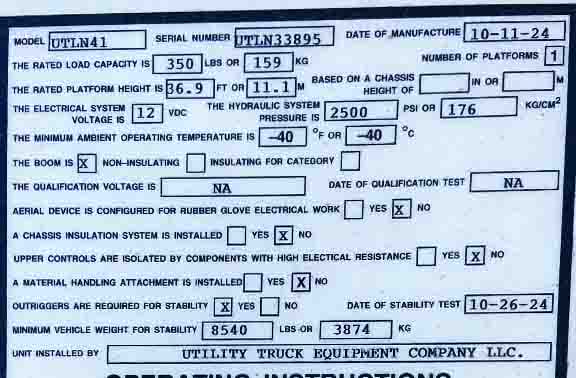 MODEL UTLN41 SERIAL NUMBER UTLN33895 DATE OF MANUFACTURE 10-11-24
THE RATED LOAD CAPACITY IS 350 LBS OR 159 KG NUMBER OF PLATFORMS 1
THE RATED PLATFORM HEIGHT IS 36.9 FT OR 11.1 M BASED ON A CHASSIS HEIGHT OF IN OR M
THE ELECTRICAL SYSTEM VOLTAGE IS 12 VDC THE HYDRAULIC SYSTEM PRESSURE IS 2500 PSI OR 176 KG/CM²
THE MINIMUM AMBIENT OPERATING TEMPERATURE IS -40 °F OR -40 °C
THE BOOM IS X NON-INSULATING INSULATING FOR CATEGORY
THE QUALIFICATION VOLTAGE IS NA DATE OF QUALIFICATION TEST NA
AERIAL DEVICE IS CONFIGURED FOR RUBBER GLOVE ELECTRICAL WORK YES X NO
A CHASSIS INSULATION SYSTEM IS INSTALLED YES X NO
UPPER CONTROLS ARE ISOLATED BY COMPONENTS WITH HIGH ELECTICAL RESISTANCE YES X NO
A MATERIAL HANDLING ATTACHMENT IS INSTALLED YES X NO
OUTRIGGERS ARE REQUIRED FOR STABILITY X YES NO DATE OF STABILITY TEST 10-26-24
MINIMUM VEHICLE WEIGHT FOR STABILITY 8540 LBS OR 3874 KG
UNIT INSTALLED BY UTILITY TRUCK EQUIPMENT COMPANY LLC.
OPERATING INSTRUCTIONS